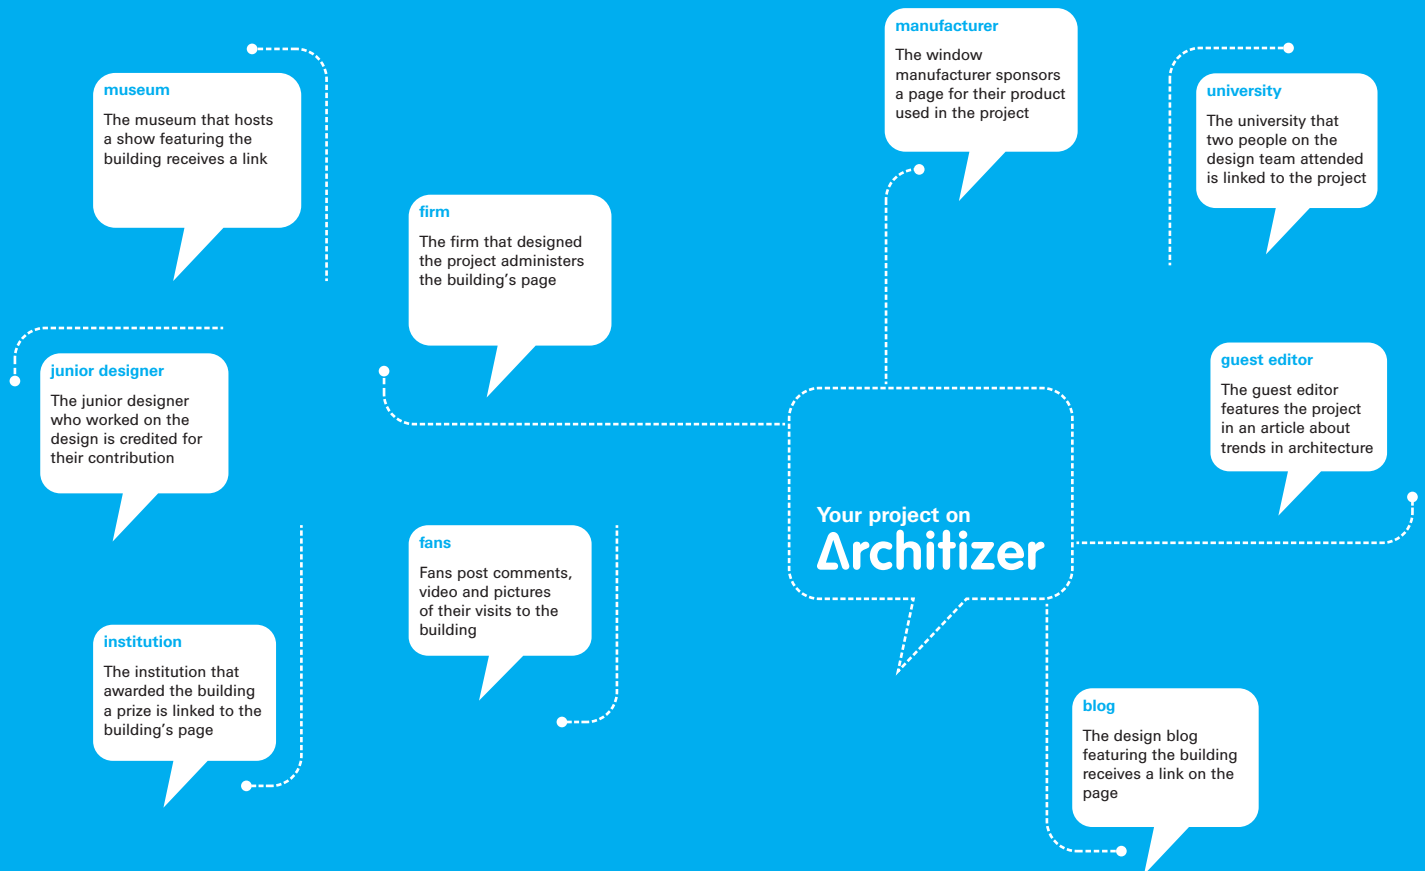 manufacturer
The window
manufacturer sponsors
a page for their product
used in the project
museum
The museum that hosts
a show featuring the
building receives a link
university
The university that
two people on the
design team attended
is linked to the project
firm
The firm that designed
the project administers
the building's page
junior designer
The junior designer
who worked on the
design is credited for
their contribution
guest editor
The guest editor
features the project
in an article about
trends in architecture
Your project on
Architizer
fans
Fans post comments,
video and pictures
of their visits to the
building
institution
The institution that
awarded the building
a prize is linked to the
building's page
blog
The design blog
featuring the building
receives a link on the
page